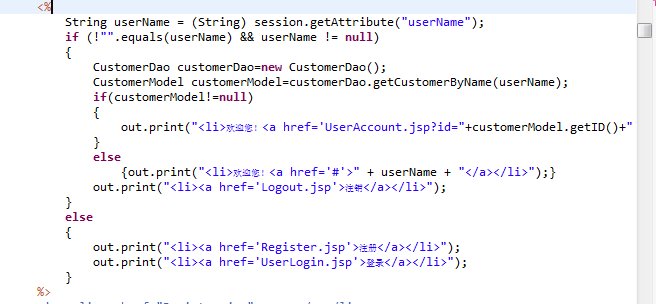 <%
String userName = (String) session.getAttribute("userName");
if (!"".equals(userName) && userName != null)
{
CustomerDao customerDao=new CustomerDao();
CustomerModel customerModel=customerDao.getCustomerByName(userName);
if(customerModel!=null)
{
out.print("<li>欢迎您!<a href='UserAccount.jsp?id="+customerModel.getID()+"
}
else
{out.print("<li>欢迎您!<a href='#'>" + userName + "</a></li>");}
out.print("<li><a href='Logout.jsp'>注销</a></li>");
}
else
{
out.print("<li><a href='Register.jsp'>注册</a></li>");
out.print("<li><a href='UserLogin.jsp'>登录</a></li>");
}
%>